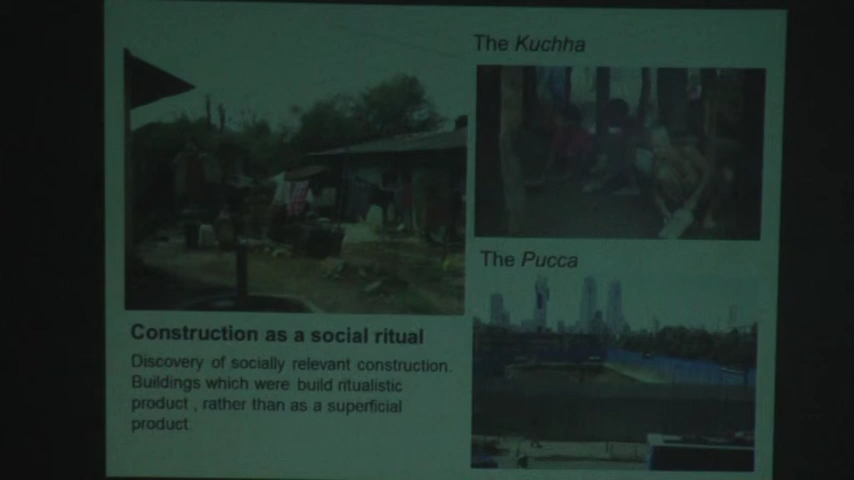 The Kuchha
The Pucca
Construction as a social ritual
Discovery of socially relevant construction.
Buildings which were build ritualistic
product , rather than as a superficial
product